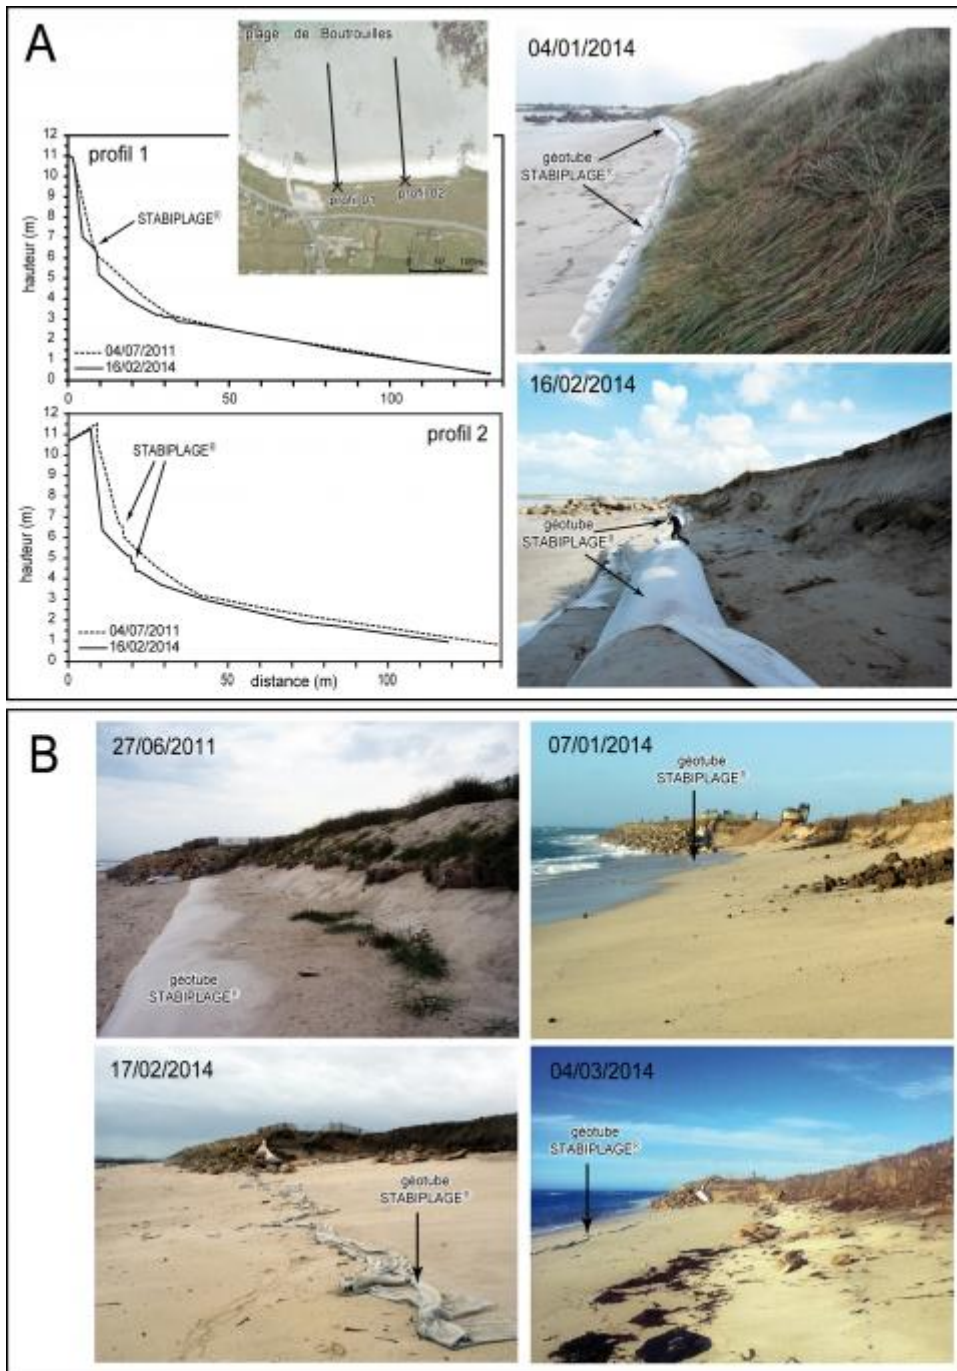 A
plage de Boutrouilles
profil 01
profil 02
0 50 100m
12
11
10
9
8
7
6
5
4
3
2
1
0
hauteur (m)
profil 1
STABIPLAGE®
04/07/2011
16/02/2014
0 50 100
12
11
10
9
8
7
6
5
4
3
2
1
0
hauteur (m)
profil 2
STABIPLAGE®
04/07/2011
16/02/2014
0 50 distance (m) 100
04/01/2014
géotube
STABIPLAGE®
16/02/2014
géotube
STABIPLAGE®
B
27/06/2011
géotube
STABIPLAGE®
07/01/2014
géotube
STABIPLAGE®
17/02/2014
géotube
STABIPLAGE®
04/03/2014
géotube
STABIPLAGE®